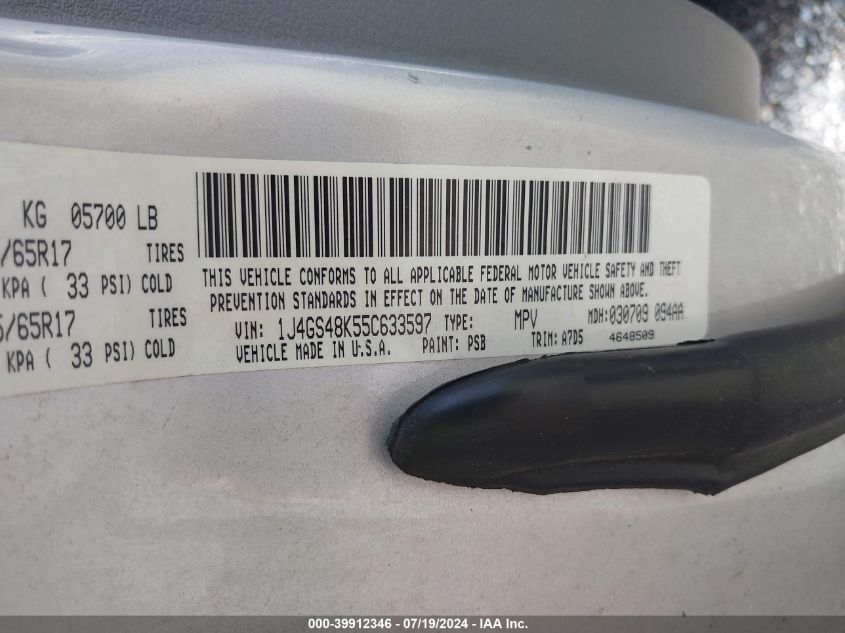 KG 05700 LB
/65R17 TIRES
KPA ( 33 PSI) COLD
/65R17 TIRES
KPA ( 33 PSI) COLD
THIS VEHICLE CONFORMS TO ALL APPLICABLE FEDERAL MOTOR VEHICLE SAFETY AND THEFT
PREVENTION STANDARDS IN EFFECT ON THE DATE OF MANUFACTURE SHOWN ABOVE.
VIN: 1J4GS48K55C633597 TYPE: MPV MDH: 030709 094AA
VEHICLE MADE IN U.S.A. PAINT: PSB TRIM: A7D5 4648509
000-39912346 - 07/19/2024 - IAA Inc.